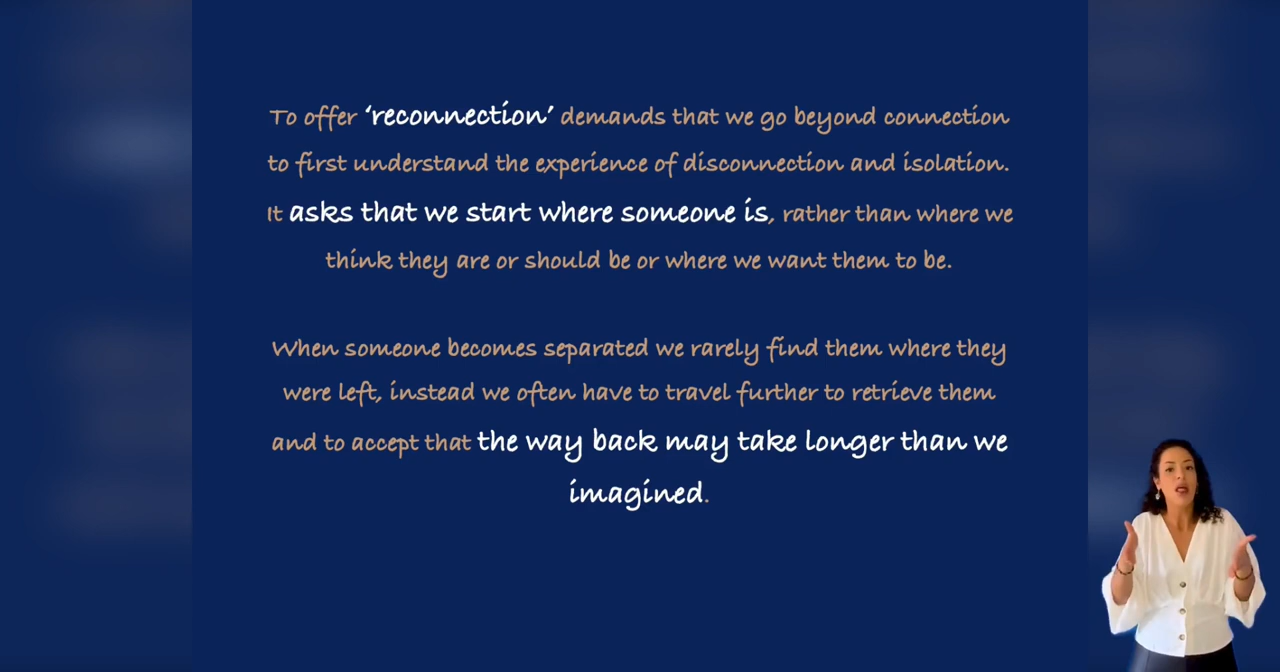 To offer ‘reconnection’ demands that we go beyond connection
to first understand the experience of disconnection and isolation.
It asks that we start where someone is, rather than where we
think they are or should be or where we want them to be.
When someone becomes separated we rarely find them where they
were left, instead we often have to travel further to retrieve them
and to accept that the way back may take longer than we
imagined.